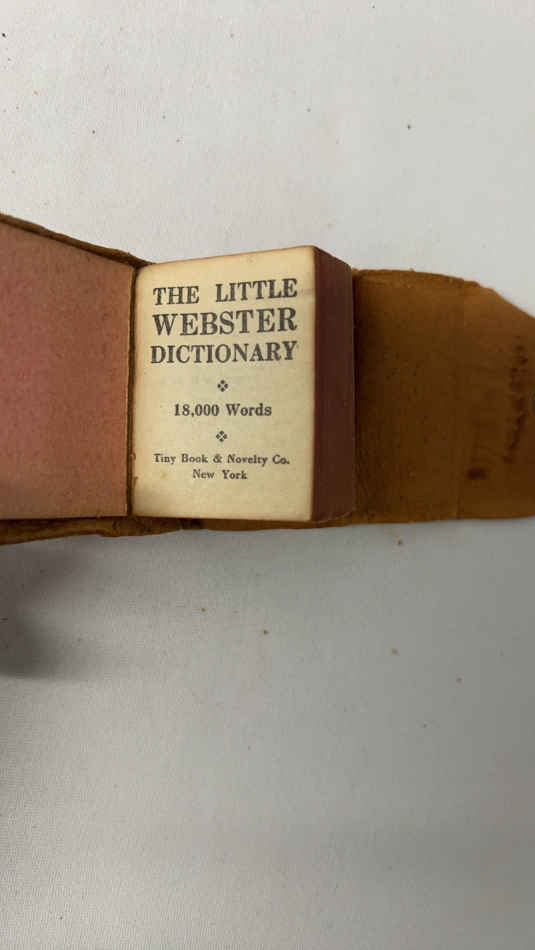 THE LITTLE
WEBSTER
DICTIONARY
18,000 Words
Tiny Book & Novelty Co.
New York